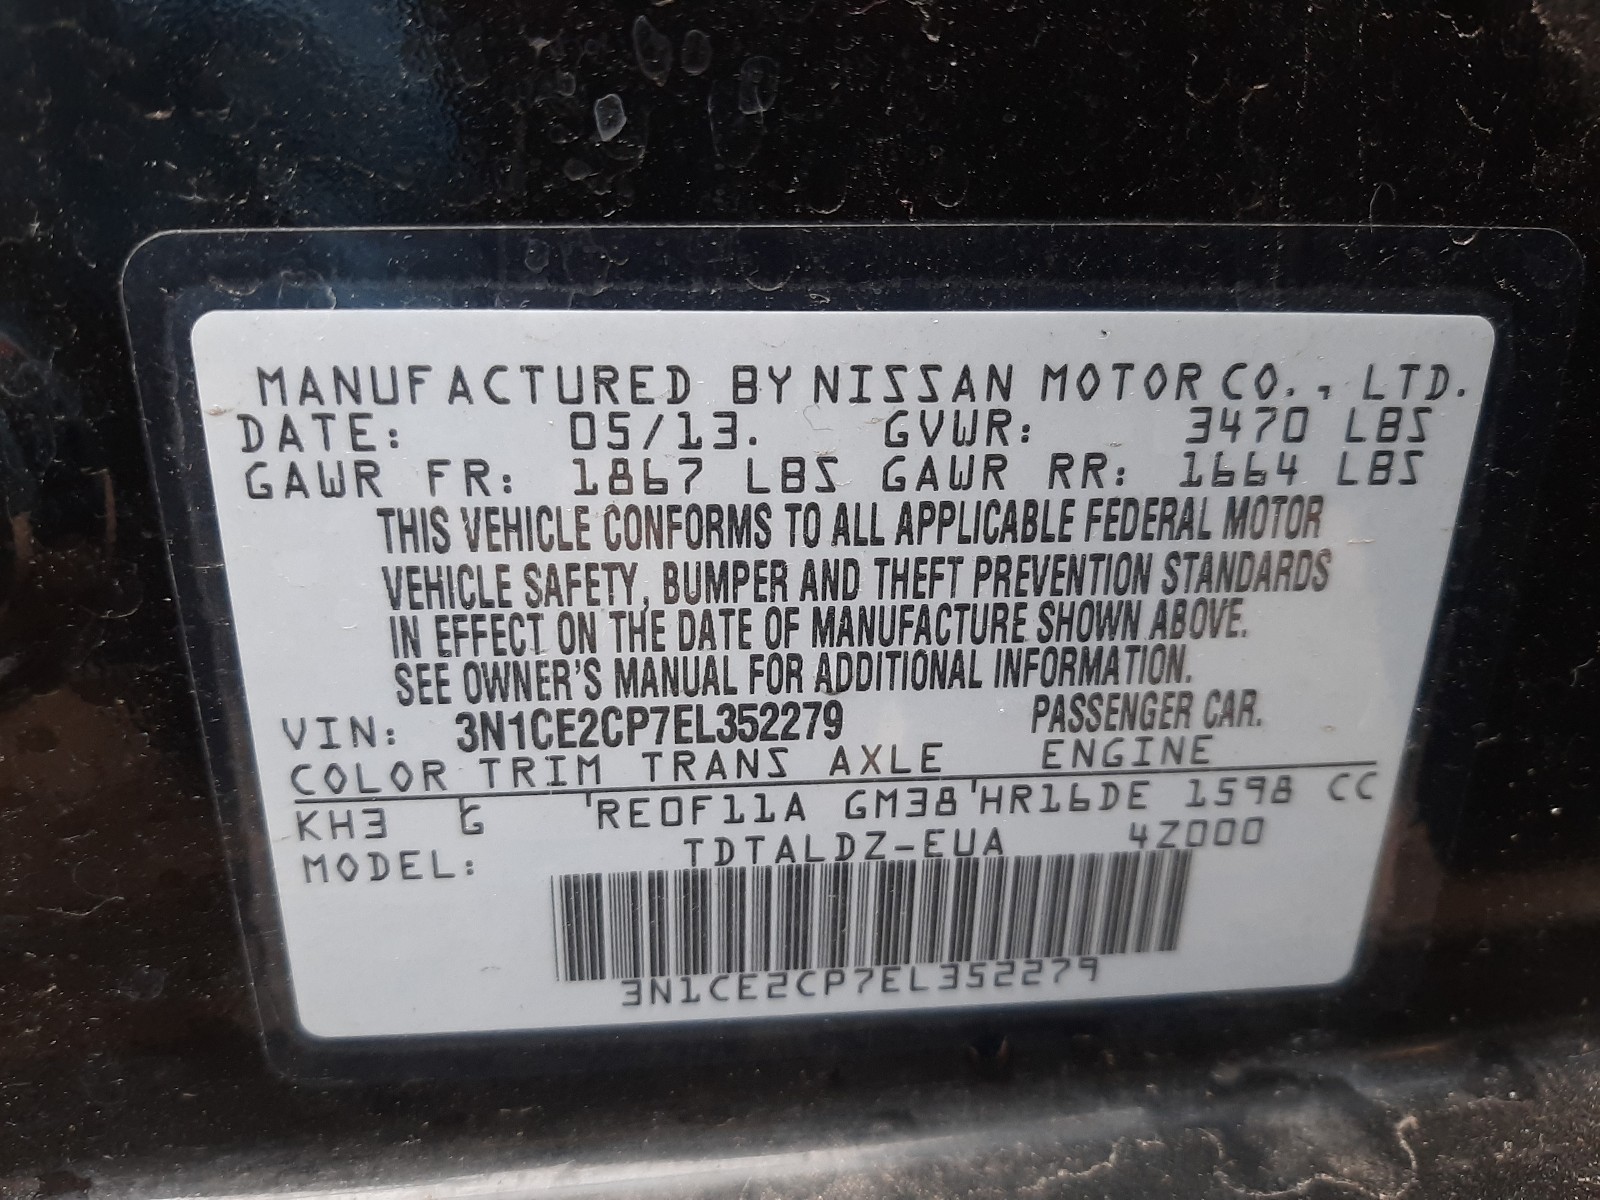 MANUFACTURED BY NISSAN MOTOR CO., LTD.
DATE: 05/13. GVWR: 3470 LBS
GAWR FR: 1867 LBS GAWR RR: 1664 LBS
THIS VEHICLE CONFORMS TO ALL APPLICABLE FEDERAL MOTOR
VEHICLE SAFETY, BUMPER AND THEFT PREVENTION STANDARDS
IN EFFECT ON THE DATE OF MANUFACTURE SHOWN ABOVE.
SEE OWNER'S MANUAL FOR ADDITIONAL INFORMATION.
VIN: 3N1CE2CP7EL352279 PASSENGER CAR.
COLOR TRIM TRANS AXLE ENGINE
KH3 G 'RE0F11A GM38'HR16DE 1598 CC
MODEL: TDTALDZ-EUA 4Z000
3N1CE2CP7EL352279